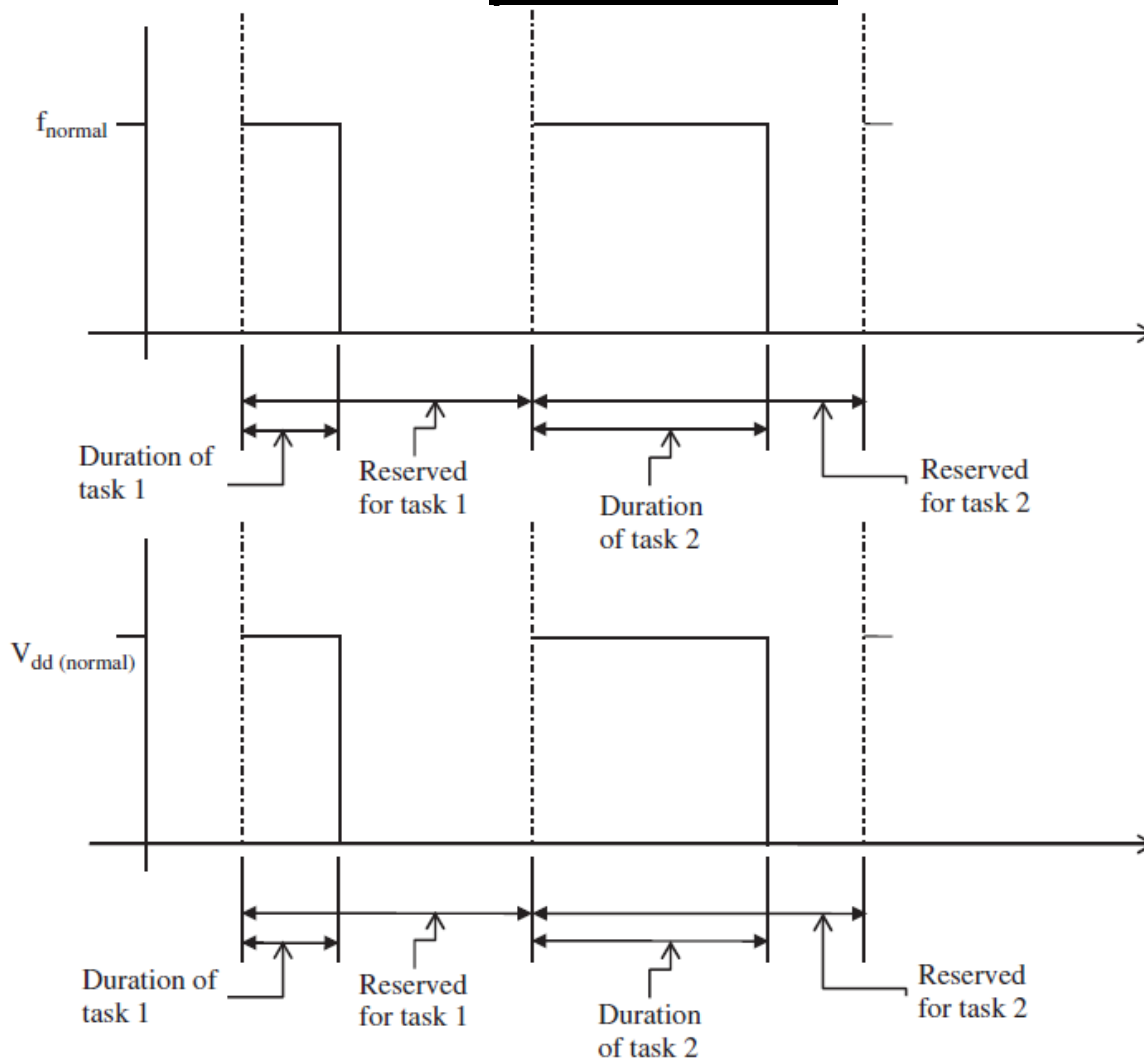 fnormal
Duration of
task 1
Reserved
for task 1
Duration
of task 2
Reserved
for task 2
Vdd (normal)
Duration of
task 1
Reserved
for task 1
Duration
of task 2
Reserved
for task 2